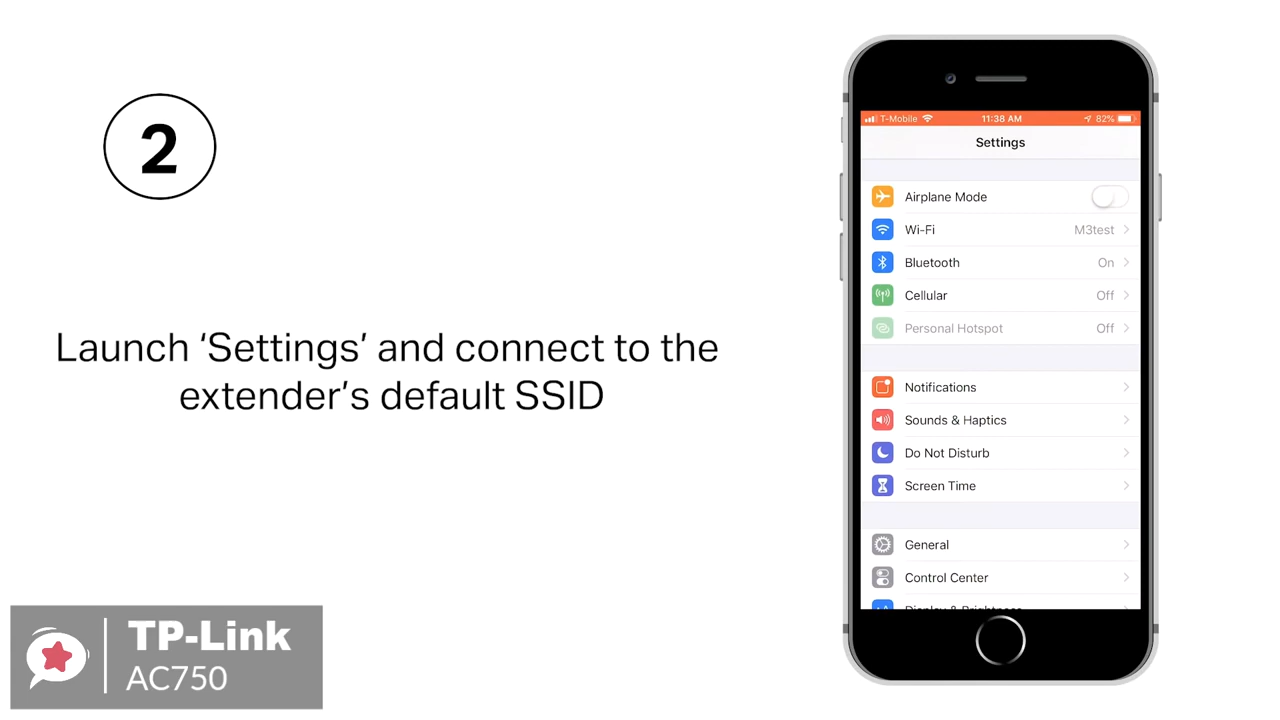 2
Launch ‘Settings’ and connect to the
extender’s default SSID
TP-Link
AC750
T-Mobile 11:38 AM 82%
Settings
Airplane Mode
Wi-Fi M3test
Bluetooth On
Cellular Off
Personal Hotspot Off
Notifications
Sounds & Haptics
Do Not Disturb
Screen Time
General
Control Center
Display & Brightness